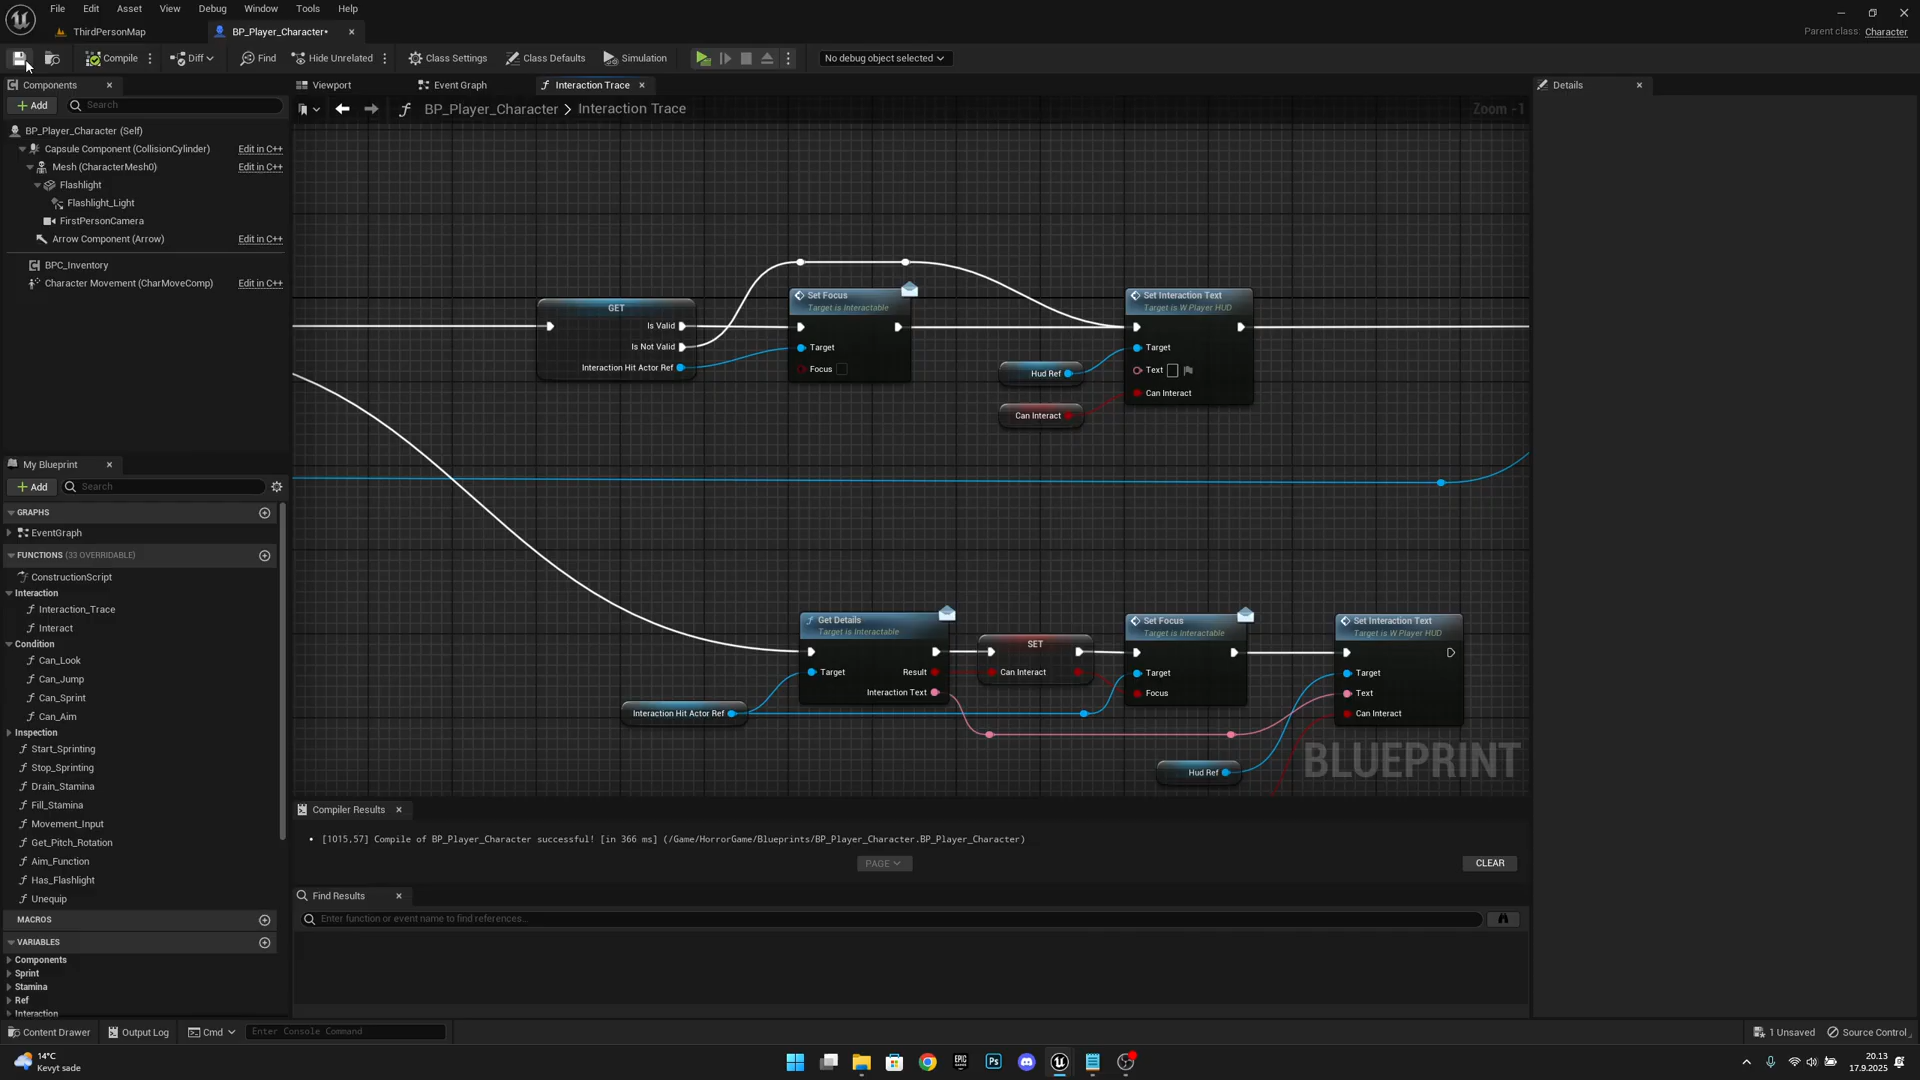 File Edit Asset View Debug Window Tools Help
ThirdPersonMap
BP_Player_Character•
Parent class: Character
Compile
Diff
Find
Hide Unrelated
Class Settings
Class Defaults
Simulation
No debug object selected
Components
+ Add
Search
BP_Player_Character (Self)
Capsule Component (CollisionCylinder) Edit in C++
Mesh (CharacterMesh0) Edit in C++
Flashlight
Flashlight_Light
FirstPersonCamera
Arrow Component (Arrow) Edit in C++
BPC_Inventory
Character Movement (CharMoveComp) Edit in C++
My Blueprint
+ Add
Search
GRAPHS
EventGraph
FUNCTIONS (33 OVERRIDABLE)
ConstructionScript
Interaction
Interaction_Trace
Interact
Condition
Can_Look
Can_Jump
Can_Sprint
Can_Aim
Inspection
Start_Sprinting
Stop_Sprinting
Drain_Stamina
Fill_Stamina
Movement_Input
Get_Pitch_Rotation
Aim_Function
Has_Flashlight
Unequip
MACROS
VARIABLES
Components
Sprint
Stamina
Ref
Interaction
Viewport
Event Graph
Interaction Trace
BP_Player_Character > Interaction Trace
Zoom -1
GET
Is Valid
Is Not Valid
Interaction Hit Actor Ref
Set Focus
Target is Interactable
Target
Focus
Hud Ref
Can Interact
Set Interaction Text
Target is W Player HUD
Target
Text
Can Interact
Get Details
Target is Interactable
Target
Result
Interaction Text
Interaction Hit Actor Ref
SET
Can Interact
Set Focus
Target is Interactable
Target
Focus
Set Interaction Text
Target is W Player HUD
Target
Text
Can Interact
Hud Ref
BLUEPRINT
Compiler Results
• [1015,57] Compile of BP_Player_Character successful! [in 366 ms] (/Game/HorrorGame/Blueprints/BP_Player_Character.BP_Player_Character)
PAGE
CLEAR
Find Results
Enter function or event name to find references...
Details
Content Drawer
Output Log
Cmd
Enter Console Command
1 Unsaved
Source Control
14°C
Kevyt sade
EPIC GAMES
Ps
20.13
17.9.2025